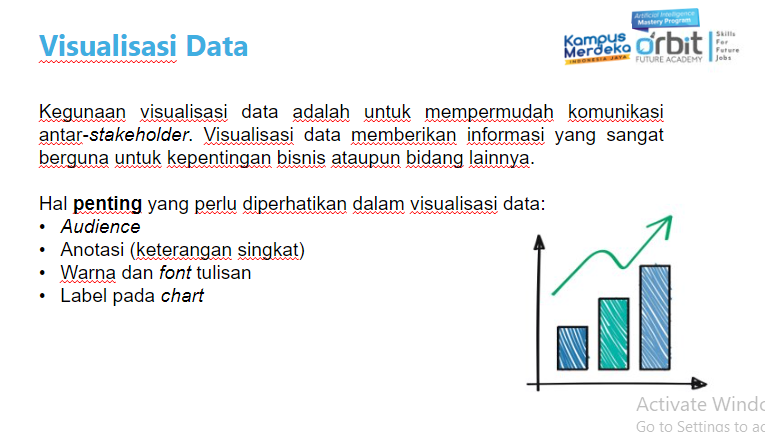 Visualisasi Data
Kampus
Merdeka
INDONESIA JAYA
Artificial Intelligence
Mastery Program
orbit
FUTURE ACADEMY
Skills
For
Future
Jobs
Kegunaan visualisasi data adalah untuk mempermudah komunikasi
antar-stakeholder. Visualisasi data memberikan informasi yang sangat
berguna untuk kepentingan bisnis ataupun bidang lainnya.
Hal penting yang perlu diperhatikan dalam visualisasi data:
• Audience
• Anotasi (keterangan singkat)
• Warna dan font tulisan
• Label pada chart
Activate Windo
Go to Settings to ac